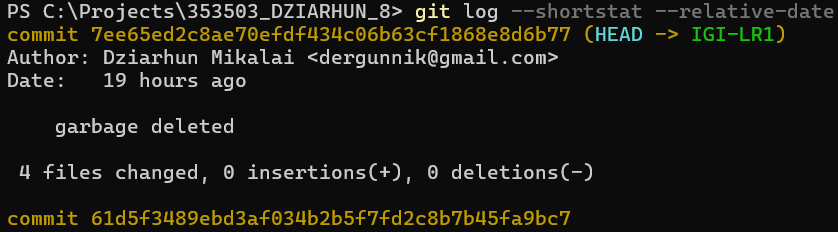 PS C:\Projects\353503_DZIARHUN_8> git log --shortstat --relative-date
commit 7ee65ed2c8ae70efdf434c06b63cf1868e8d6b77 (HEAD -> IGI-LR1)
Author: Dziarhun Mikalai <dergunnik@gmail.com>
Date:   19 hours ago
garbage deleted
4 files changed, 0 insertions(+), 0 deletions(-)
commit 61d5f3489ebd3af034b2b5f7fd2c8b7b45fa9bc7